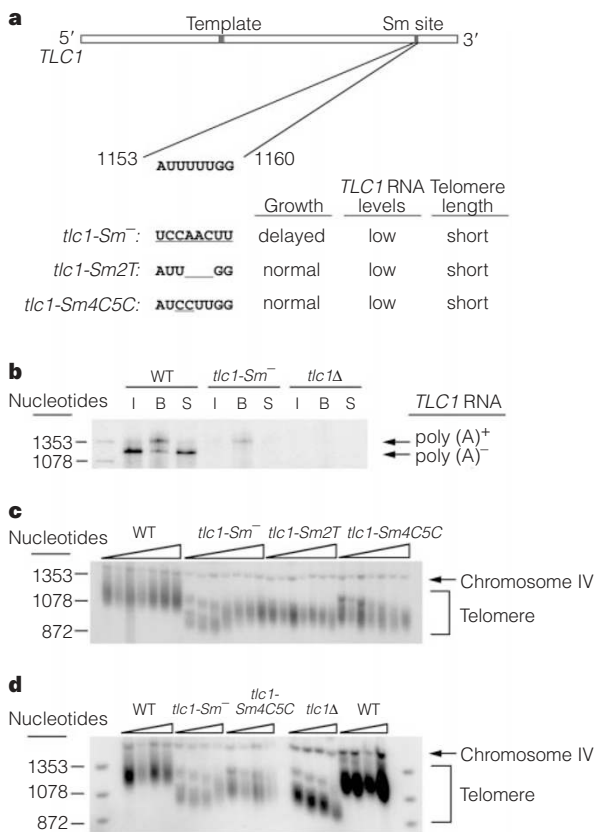 a
Template Sm site
5′ 3′
TLC1
1153 AUUUUUGG 1160
TLC1 RNA Telomere
Growth levels length
tlc1-Sm⁻: UCCAACUU delayed low short
tlc1-Sm2T: AUU___GG normal low short
tlc1-Sm4C5C: AUCCUUGG normal low short
b
WT tlc1-Sm⁻ tlc1Δ
Nucleotides I B S I B S I B S TLC1 RNA
1353 poly (A)⁺
1078 poly (A)⁻
c
WT tlc1-Sm⁻ tlc1-Sm2T tlc1-Sm4C5C
Nucleotides
1353 Chromosome IV
1078 Telomere
872
d
tlc1-
WT tlc1-Sm⁻ Sm4C5C tlc1Δ WT
Nucleotides
Chromosome IV
1353
1078 Telomere
872